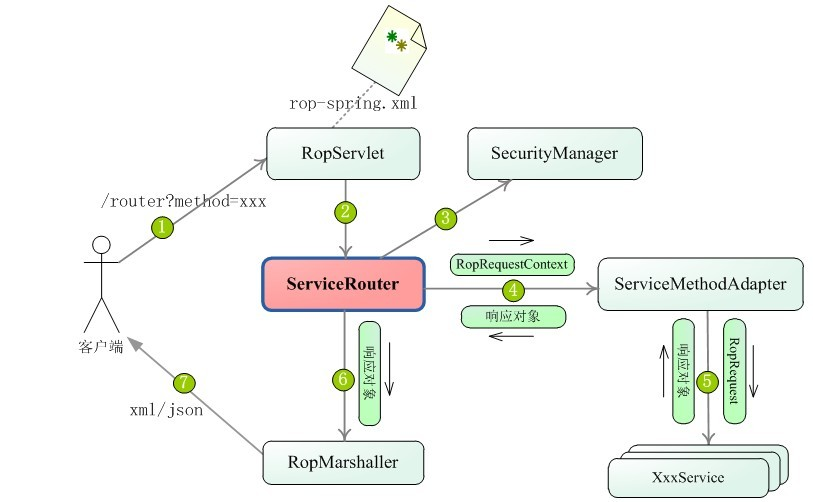 rop-spring.xml
RopServlet
SecurityManager
/router?method=xxx
1
2
3
RopRequestContext
ServiceRouter
4
ServiceMethodAdapter
响应对象
客户端
响应对象
6
响应对象
5
RopRequest
7
xml/json
RopMarshaller
XxxService